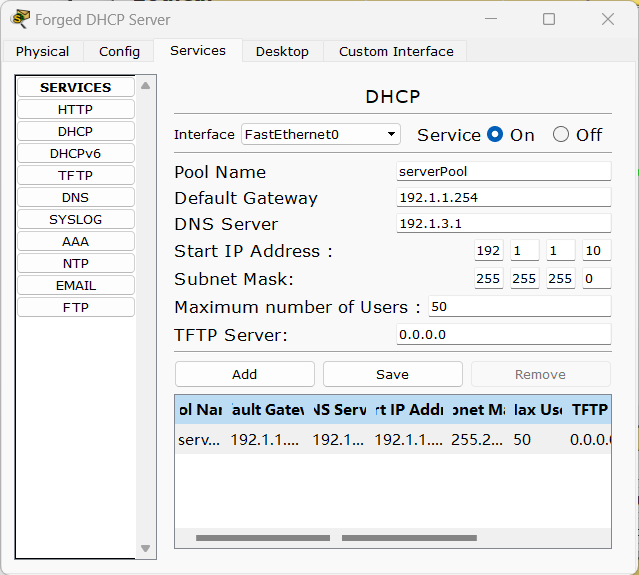 Forged DHCP Server
Physical Config Services Desktop Custom Interface
SERVICES
HTTP
DHCP
DHCPv6
TFTP
DNS
SYSLOG
AAA
NTP
EMAIL
FTP
DHCP
Interface FastEthernet0 Service On Off
Pool Name serverPool
Default Gateway 192.1.1.254
DNS Server 192.1.3.1
Start IP Address : 192 1 1 10
Subnet Mask: 255 255 255 0
Maximum number of Users : 50
TFTP Server: 0.0.0.0
Add Save Remove
ol Nar ault Gatev NS Serv rt IP Addr bnet Ma Max Use TFTP
serv... 192.1.1.... 192.1.... 192.1.1.... 255.2... 50 0.0.0.